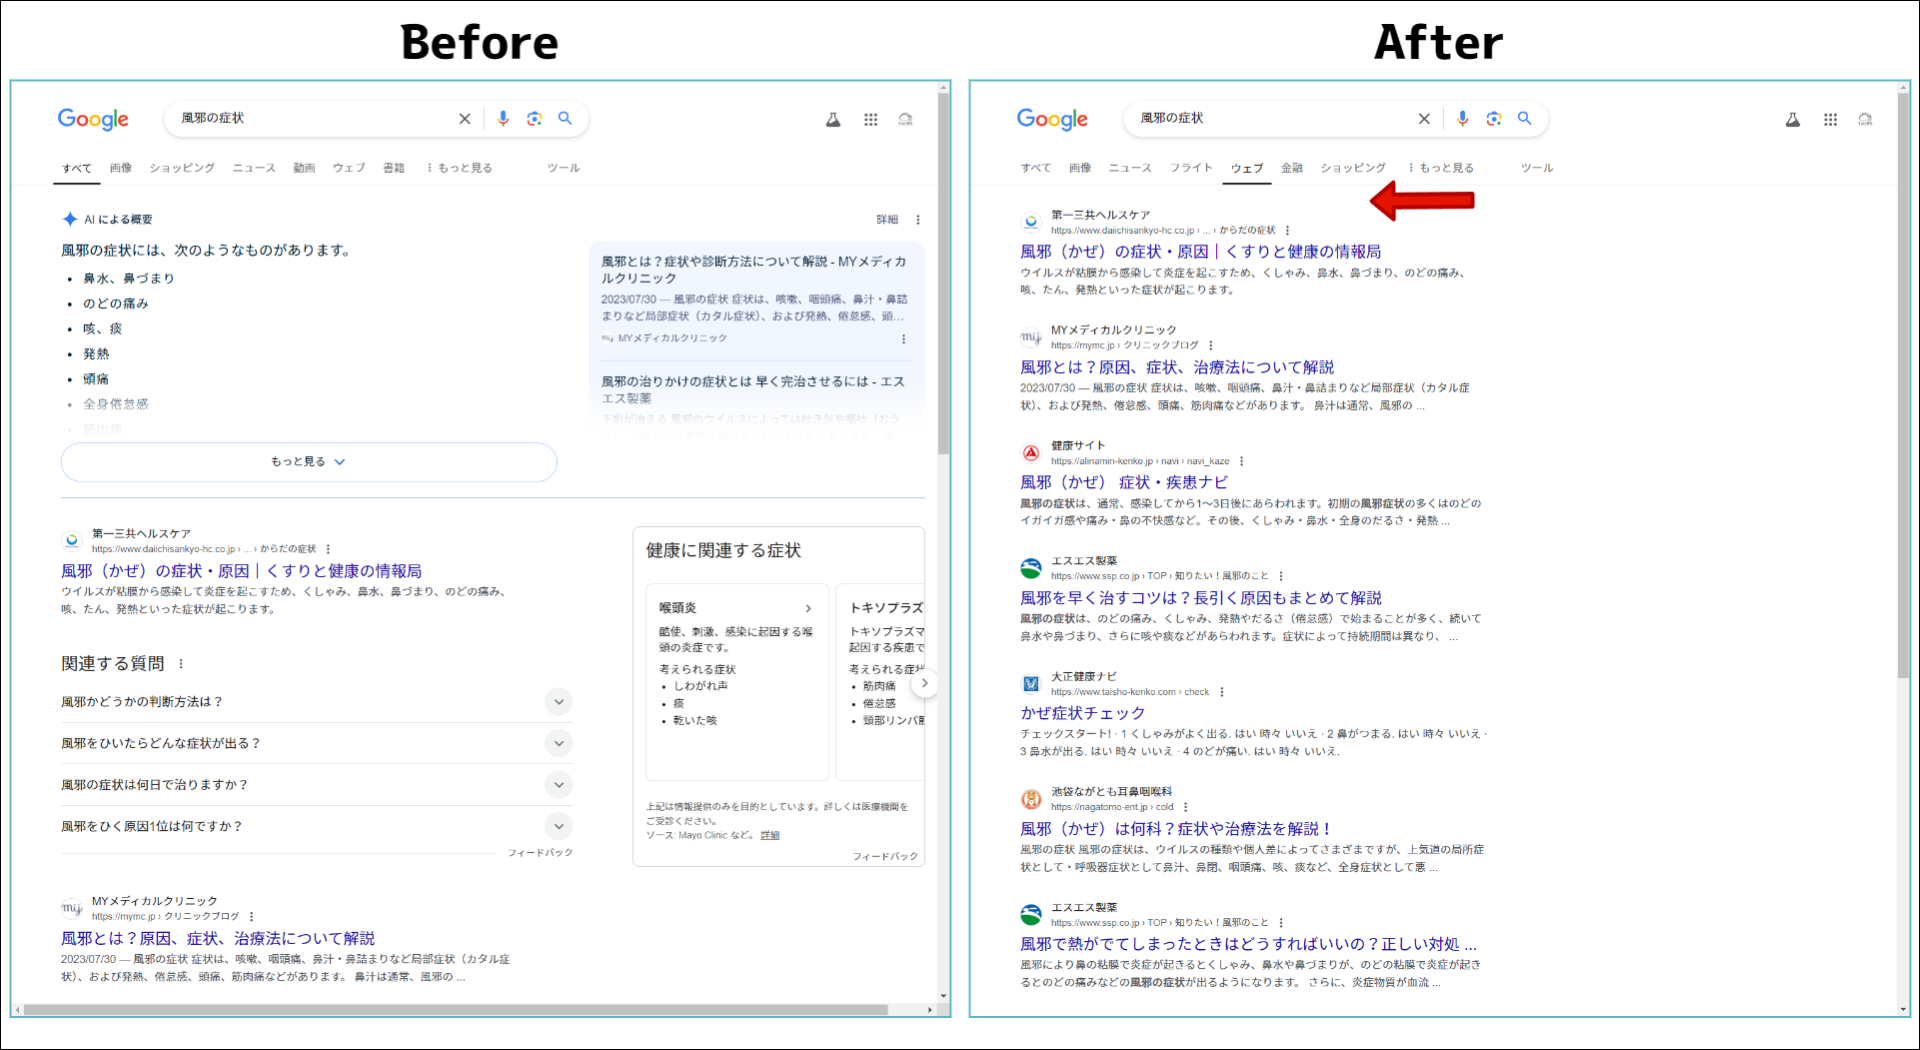 Before
Google
風邪の症状
すべて 画像 ショッピング ニュース 動画 ウェブ 書籍 もっと見る ツール
AI による概要
詳細
風邪の症状には、次のようなものがあります。
鼻水、鼻づまり
のどの痛み
咳、痰
発熱
頭痛
全身倦怠感
筋肉痛
もっと見る
風邪とは？症状や診断方法について解説 - MYメディカ
ルクリニック
2023/07/30 — 風邪の症状 症状は、咳嗽、咽頭痛、鼻汁・鼻詰
まりなど局部症状（カタル症状）、および発熱、倦怠感、頭...
MYメディカルクリニック
風邪の治りかけの症状とは 早く完治させるには - エス
エス製薬
第一三共ヘルスケア
https://www.daiichisankyo-hc.co.jp › ... › からだの症状
風邪（かぜ）の症状・原因｜くすりと健康の情報局
ウイルスが粘膜から感染して炎症を起こすため、くしゃみ、鼻水、鼻づまり、のどの痛み、
咳、たん、発熱といった症状が起こります。
関連する質問
風邪かどうかの判断方法は？
風邪をひいたらどんな症状が出る？
風邪の症状は何日で治りますか？
風邪をひく原因1位は何ですか？
フィードバック
健康に関連する症状
喉頭炎
酷使、刺激、感染に起因する喉
頭の炎症です。
考えられる症状
しわがれ声
痰
乾いた咳
トキソプラズ
トキソプラズマ
起因する疾患で
考えられる症状
筋肉痛
倦怠感
頸部リンパ節
上記は情報提供のみを目的としています。詳しくは医療機関を
ご受診ください。
ソース: Mayo Clinic など。 詳細
フィードバック
MYメディカルクリニック
https://mymc.jp › クリニックブログ
風邪とは？原因、症状、治療法について解説
2023/07/30 — 風邪の症状 症状は、咳嗽、咽頭痛、鼻汁・鼻詰まりなど局部症状（カタル症
状）、および発熱、倦怠感、頭痛、筋肉痛などがあります。 鼻汁は通常、風邪の ...
After
Google
風邪の症状
すべて 画像 ニュース フライト ウェブ 金融 ショッピング もっと見る ツール
第一三共ヘルスケア
https://www.daiichisankyo-hc.co.jp › ... › からだの症状
風邪（かぜ）の症状・原因｜くすりと健康の情報局
ウイルスが粘膜から感染して炎症を起こすため、くしゃみ、鼻水、鼻づまり、のどの痛み、
咳、たん、発熱といった症状が起こります。
MYメディカルクリニック
https://mymc.jp › クリニックブログ
風邪とは？原因、症状、治療法について解説
2023/07/30 — 風邪の症状 症状は、咳嗽、咽頭痛、鼻汁・鼻詰まりなど局部症状（カタル症
状）、および発熱、倦怠感、頭痛、筋肉痛などがあります。 鼻汁は通常、風邪の ...
健康サイト
https://alinamin-kenko.jp › navi › navi_kaze
風邪（かぜ） 症状・疾患ナビ
風邪の症状は、通常、感染してから1～3日後にあらわれます。初期の風邪症状の多くはのどの
イガイガ感や痛み・鼻の不快感など。その後、くしゃみ・鼻水・全身のだるさ・発熱 ...
エスエス製薬
https://www.ssp.co.jp › TOP › 知りたい！風邪のこと
風邪を早く治すコツは？長引く原因もまとめて解説
風邪の症状は、のどの痛み、くしゃみ、発熱やだるさ（倦怠感）で始まることが多く、続いて
鼻水や鼻づまり、さらに咳や痰などがあらわれます。症状によって持続期間は異なり、 ...
大正健康ナビ
https://www.taisho-kenko.com › check
かぜ症状チェック
チェックスタート! · 1 くしゃみがよく出る. はい 時々 いいえ · 2 鼻がつまる. はい 時々 いいえ ·
3 鼻水が出る. はい 時々 いいえ · 4 のどが痛い. はい 時々 いいえ.
池袋ながとも耳鼻咽喉科
https://nagatomo-ent.jp › cold
風邪（かぜ）は何科？症状や治療法を解説！
風邪の症状 風邪の症状は、ウイルスの種類や個人差によってさまざまですが、上気道の局所症
状として・呼吸器症状として鼻汁、鼻閉、咽頭痛、咳、痰など、全身症状として悪 ...
エスエス製薬
https://www.ssp.co.jp › TOP › 知りたい！風邪のこと
風邪で熱がでてしまったときはどうすればいいの？正しい対処 ...
風邪により鼻の粘膜で炎症が起きるとくしゃみ、鼻水や鼻づまりが、のどの粘膜で炎症が起き
るとのどの痛みなどの風邪の症状が出るようになります。 さらに、炎症物質が血流 ...